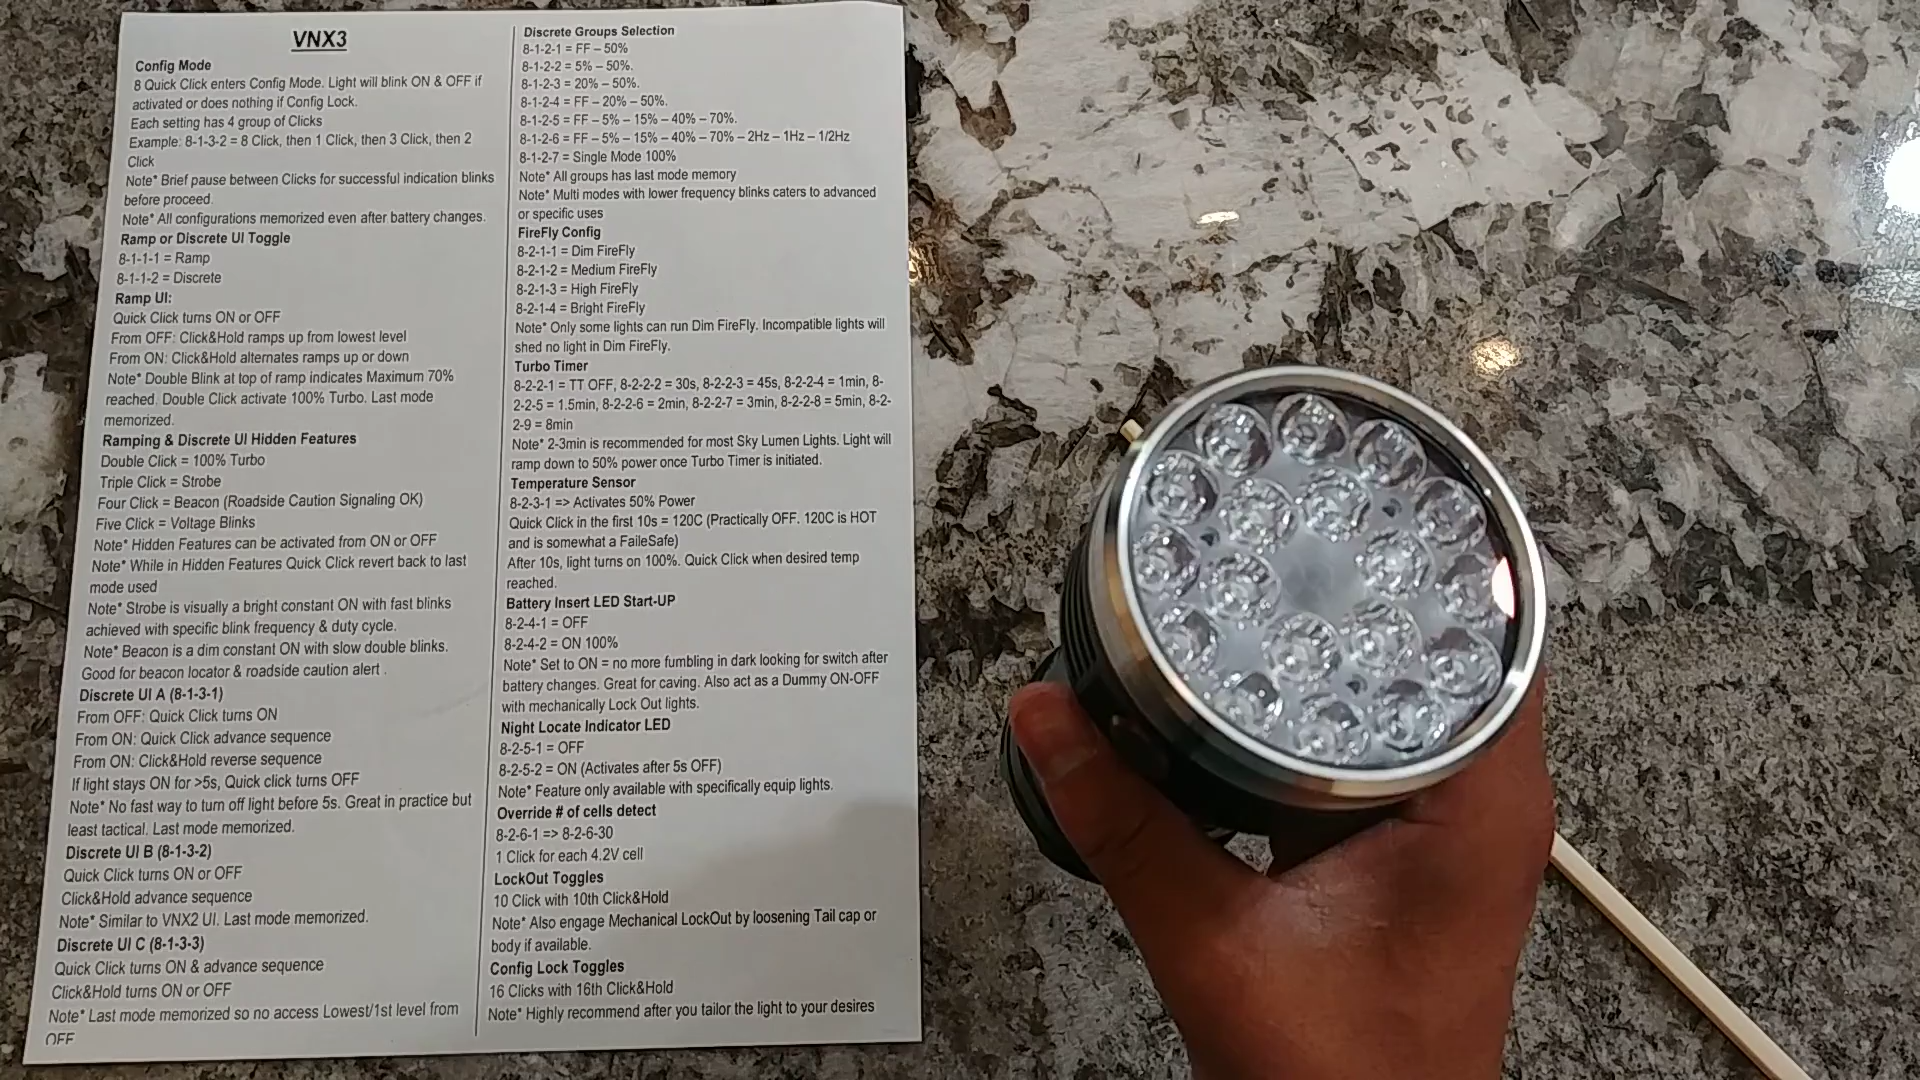 VNX3
Config Mode
8 Quick Click enters Config Mode. Light will blink ON & OFF if
activated or does nothing if Config Lock.
Each setting has 4 group of Clicks
Example: 8-1-3-2 = 8 Click, then 1 Click, then 3 Click, then 2
Click
Note* Brief pause between Clicks for successful indication blinks
before proceed.
Note* All configurations memorized even after battery changes.
Ramp or Discrete UI Toggle
8-1-1-1 = Ramp
8-1-1-2 = Discrete
Ramp UI:
Quick Click turns ON or OFF
From OFF: Click&Hold ramps up from lowest level
From ON: Click&Hold alternates ramps up or down
Note* Double Blink at top of ramp indicates Maximum 70%
reached. Double Click activate 100% Turbo. Last mode
memorized.
Ramping & Discrete UI Hidden Features
Double Click = 100% Turbo
Triple Click = Strobe
Four Click = Beacon (Roadside Caution Signaling OK)
Five Click = Voltage Blinks
Note* Hidden Features can be activated from ON or OFF
Note* While in Hidden Features Quick Click revert back to last
mode used
Note* Strobe is visually a bright constant ON with fast blinks
achieved with specific blink frequency & duty cycle.
Note* Beacon is a dim constant ON with slow double blinks.
Good for beacon locator & roadside caution alert .
Discrete UI A (8-1-3-1)
From OFF: Quick Click turns ON
From ON: Quick Click advance sequence
From ON: Click&Hold reverse sequence
If light stays ON for >5s, Quick click turns OFF
Note* No fast way to turn off light before 5s. Great in practice but
least tactical. Last mode memorized.
Discrete UI B (8-1-3-2)
Quick Click turns ON or OFF
Click&Hold advance sequence
Note* Similar to VNX2 UI. Last mode memorized.
Discrete UI C (8-1-3-3)
Quick Click turns ON & advance sequence
Click&Hold turns ON or OFF
Note* Last mode memorized so no access Lowest/1st level from
OFF
Discrete Groups Selection
8-1-2-1 = FF – 50%
8-1-2-2 = 5% – 50%.
8-1-2-3 = 20% – 50%.
8-1-2-4 = FF – 20% – 50%.
8-1-2-5 = FF – 5% – 15% – 40% – 70%.
8-1-2-6 = FF – 5% – 15% – 40% – 70% – 2Hz – 1Hz – 1/2Hz
8-1-2-7 = Single Mode 100%
Note* All groups has last mode memory
Note* Multi modes with lower frequency blinks caters to advanced
or specific uses
FireFly Config
8-2-1-1 = Dim FireFly
8-2-1-2 = Medium FireFly
8-2-1-3 = High FireFly
8-2-1-4 = Bright FireFly
Note* Only some lights can run Dim FireFly. Incompatible lights will
shed no light in Dim FireFly.
Turbo Timer
8-2-2-1 = TT OFF, 8-2-2-2 = 30s, 8-2-2-3 = 45s, 8-2-2-4 = 1min, 8-
2-2-5 = 1.5min, 8-2-2-6 = 2min, 8-2-2-7 = 3min, 8-2-2-8 = 5min, 8-2-
2-9 = 8min
Note* 2-3min is recommended for most Sky Lumen Lights. Light will
ramp down to 50% power once Turbo Timer is initiated.
Temperature Sensor
8-2-3-1 => Activates 50% Power
Quick Click in the first 10s = 120C (Practically OFF. 120C is HOT
and is somewhat a FaileSafe)
After 10s, light turns on 100%. Quick Click when desired temp
reached.
Battery Insert LED Start-UP
8-2-4-1 = OFF
8-2-4-2 = ON 100%
Note* Set to ON = no more fumbling in dark looking for switch after
battery changes. Great for caving. Also act as a Dummy ON-OFF
with mechanically Lock Out lights.
Night Locate Indicator LED
8-2-5-1 = OFF
8-2-5-2 = ON (Activates after 5s OFF)
Note* Feature only available with specifically equip lights.
Override # of cells detect
8-2-6-1 => 8-2-6-30
1 Click for each 4.2V cell
LockOut Toggles
10 Click with 10th Click&Hold
Note* Also engage Mechanical LockOut by loosening Tail cap or
body if available.
Config Lock Toggles
16 Clicks with 16th Click&Hold
Note* Highly recommend after you tailor the light to your desires